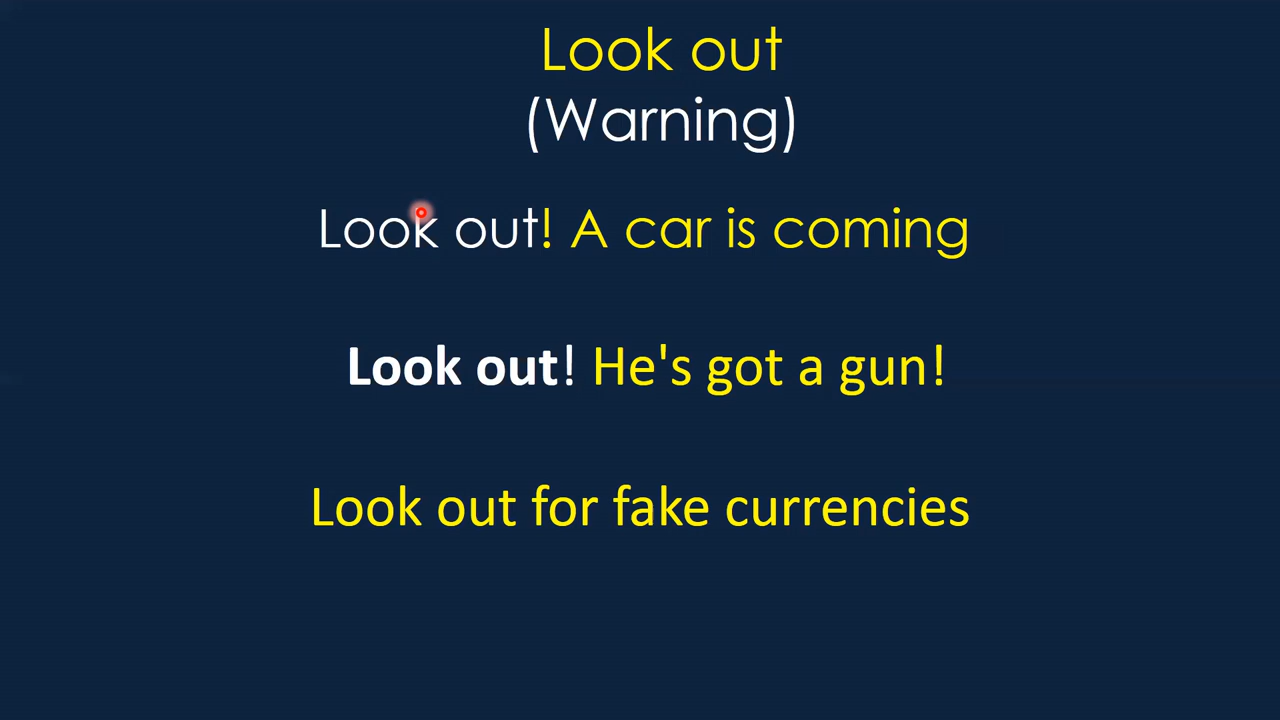 Look out
(Warning)
Look out! A car is coming
Look out! He's got a gun!
Look out for fake currencies